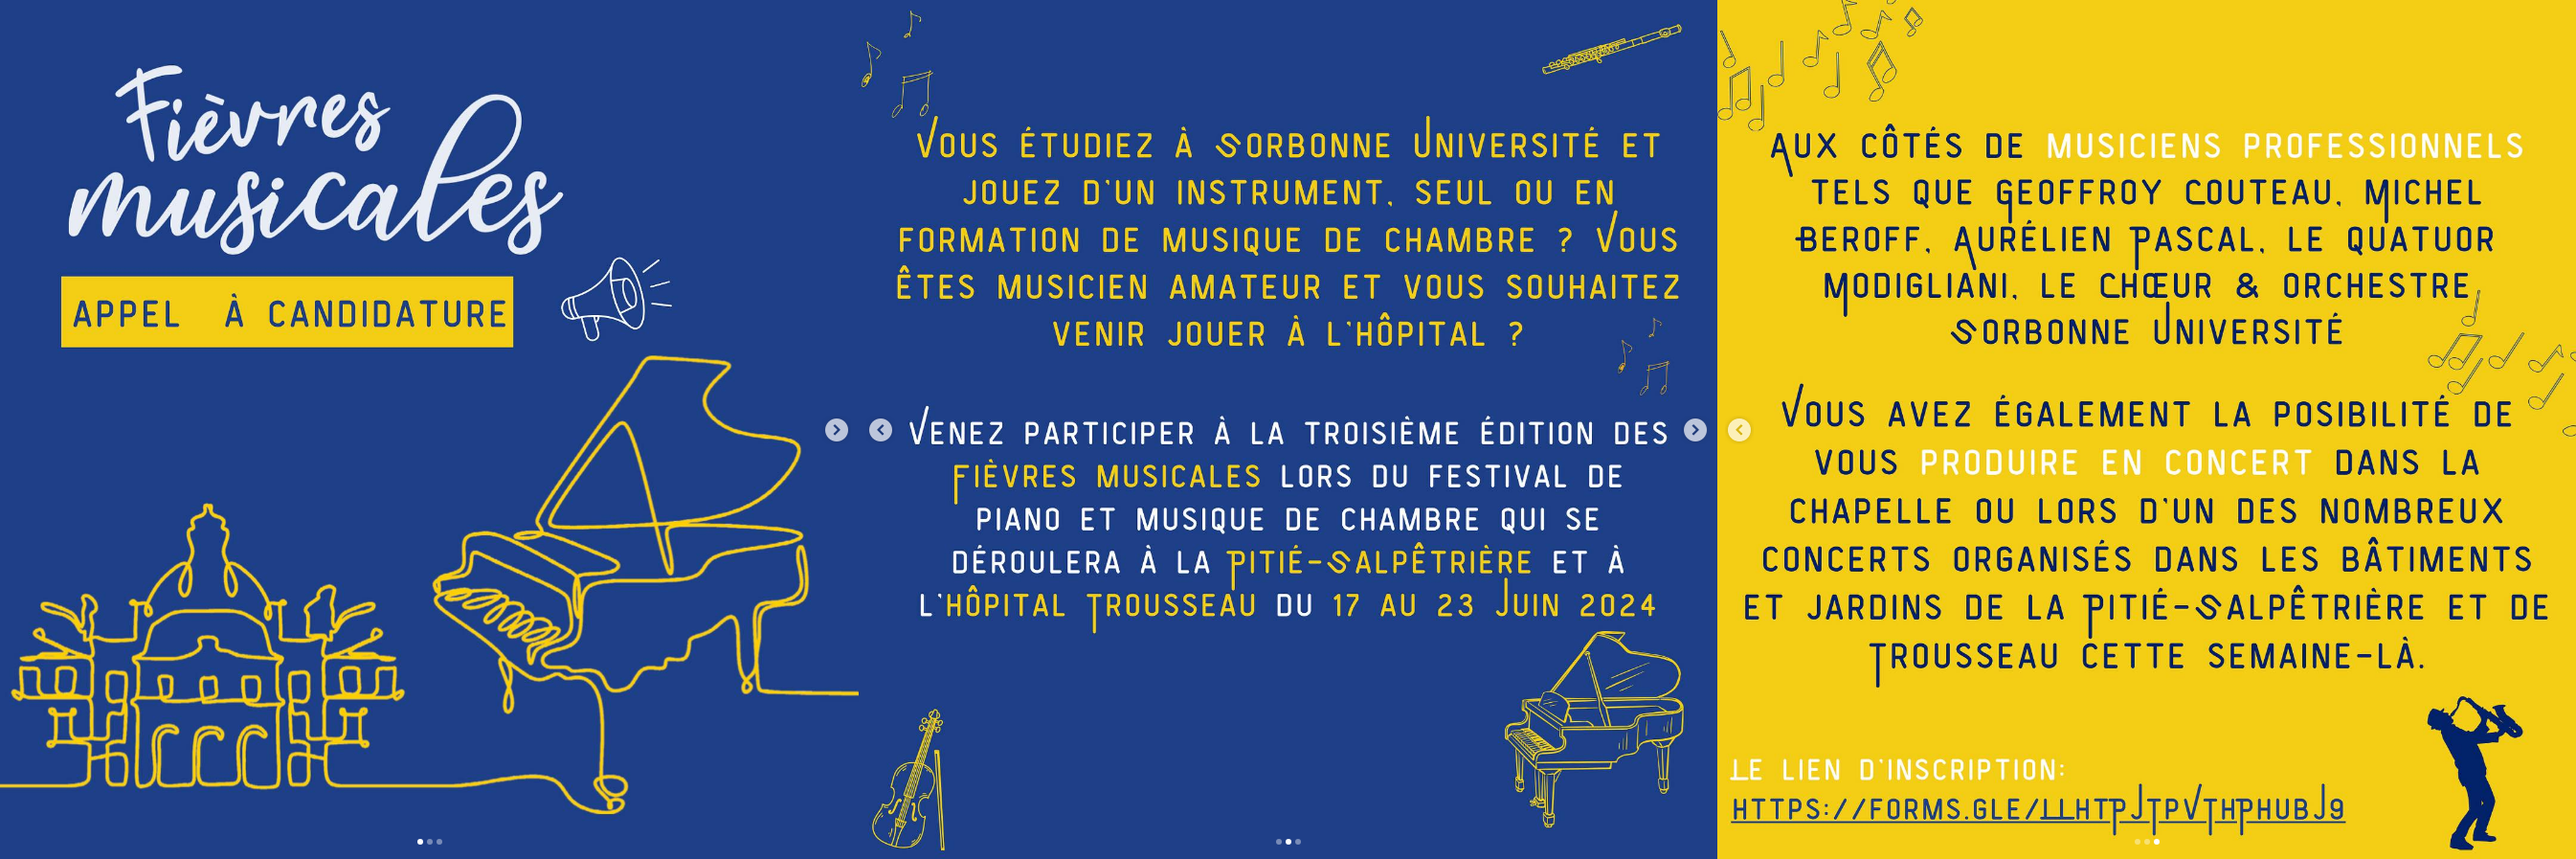 Fièvres
musicales
APPEL À CANDIDATURE
Vous étudiez à Sorbonne Université et
jouez d'un instrument, seul ou en
formation de musique de chambre ? Vous
êtes musicien amateur et vous souhaitez
venir jouer à l'hôpital ?
Venez participer à la troisième édition des
Fièvres musicales lors du festival de
piano et musique de chambre qui se
déroulera à la Pitié-Salpêtrière et à
l'hôpital Trousseau du 17 au 23 Juin 2024
Aux côtés de musiciens professionnels
tels que Geoffroy Couteau, Michel
Beroff, Aurélien Pascal, le Quatuor
Modigliani, le Chœur & Orchestre
Sorbonne Université
Vous avez également la posibilité de
vous produire en concert dans la
chapelle ou lors d'un des nombreux
concerts organisés dans les bâtiments
et jardins de la Pitié-Salpêtrière et de
Trousseau cette semaine-là.
Le lien d'inscription:
https://forms.gle/LLhtPJTpVTHPhubJ9